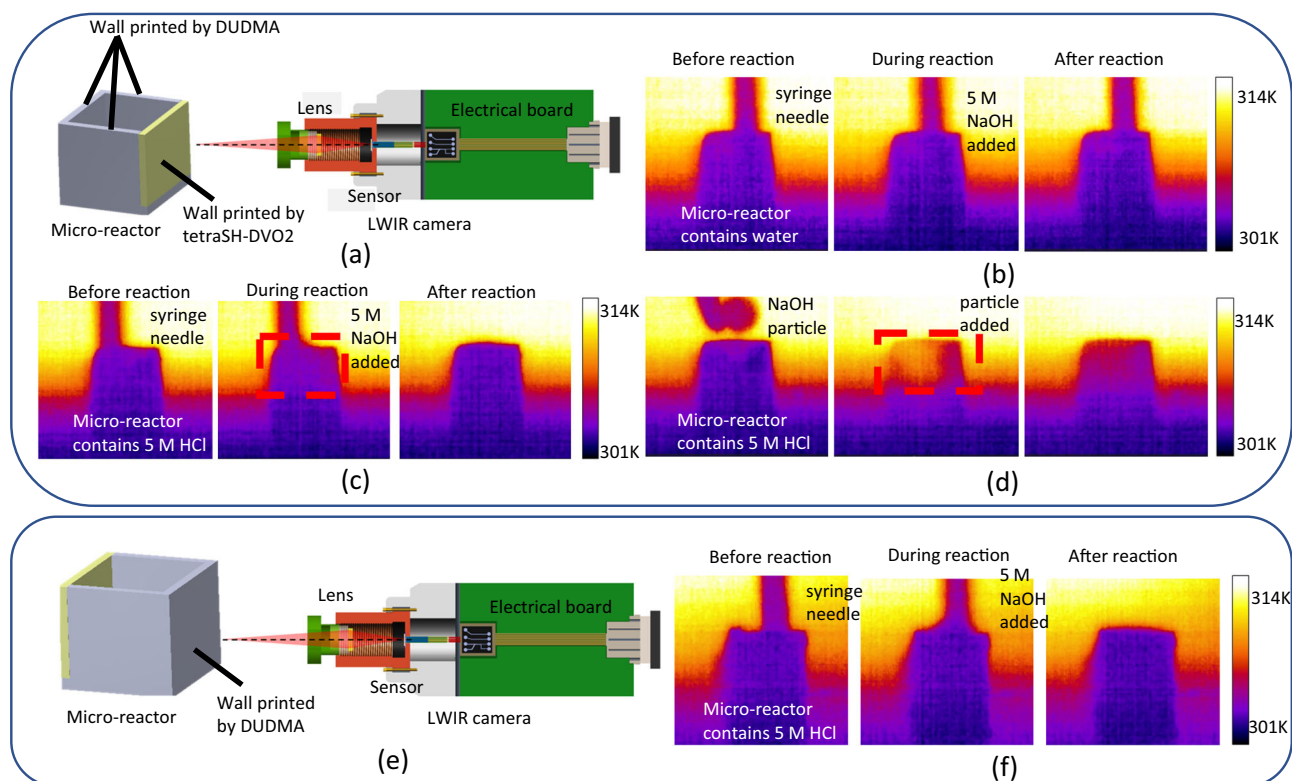 Wall printed by DUDMA
Lens
Electrical board
Sensor
LWIR camera
Micro-reactor
Wall printed by
tetraSH-DVO2
(a)
Before reaction
During reaction
After reaction
syringe
needle
5 M
NaOH
added
Micro-reactor
contains water
314K
301K
(b)
Before reaction
During reaction
After reaction
syringe
needle
5 M
NaOH
added
Micro-reactor
contains 5 M HCl
314K
301K
(c)
NaOH
particle
particle added
Micro-reactor
contains 5 M HCl
314K
301K
(d)
Lens
Electrical board
Sensor
LWIR camera
Micro-reactor
Wall printed
by DUDMA
(e)
Before reaction
During reaction
After reaction
syringe
needle
5 M
NaOH
added
Micro-reactor
contains 5 M HCl
314K
301K
(f)